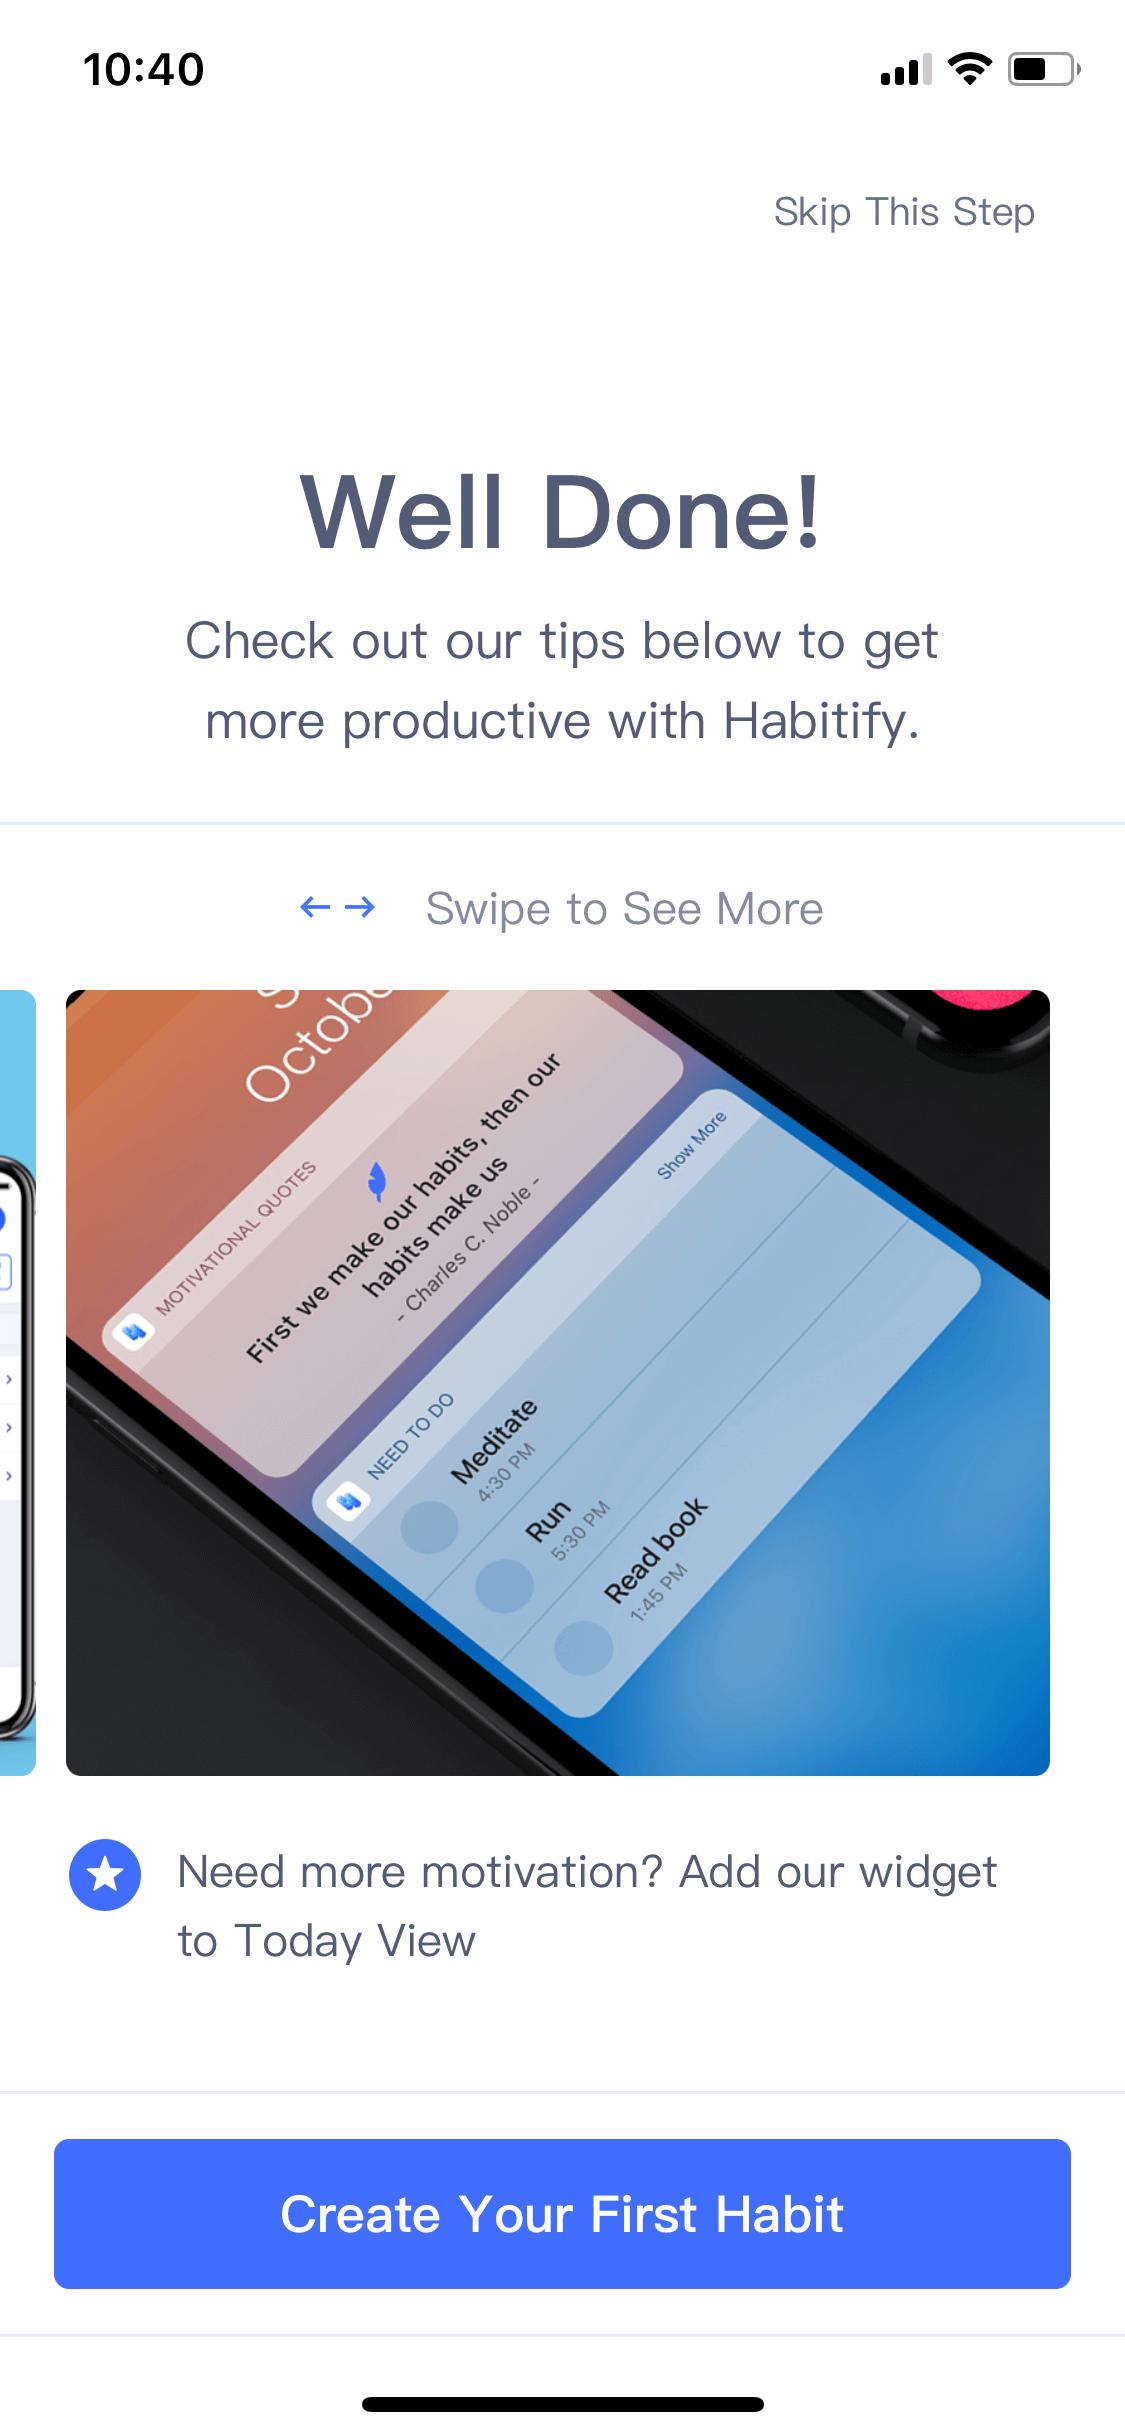 10:40
Skip This Step
Well Done!
Check out our tips below to get
more productive with Habitify.
Swipe to See More
MOTIVATIONAL QUOTES
First we make our habits, then our
habits make us
- Charles C. Noble -
NEED TO DO
Show More
Meditate
4:30 PM
Run
5:30 PM
Read book
1:45 PM
Need more motivation? Add our widget
to Today View
Create Your First Habit